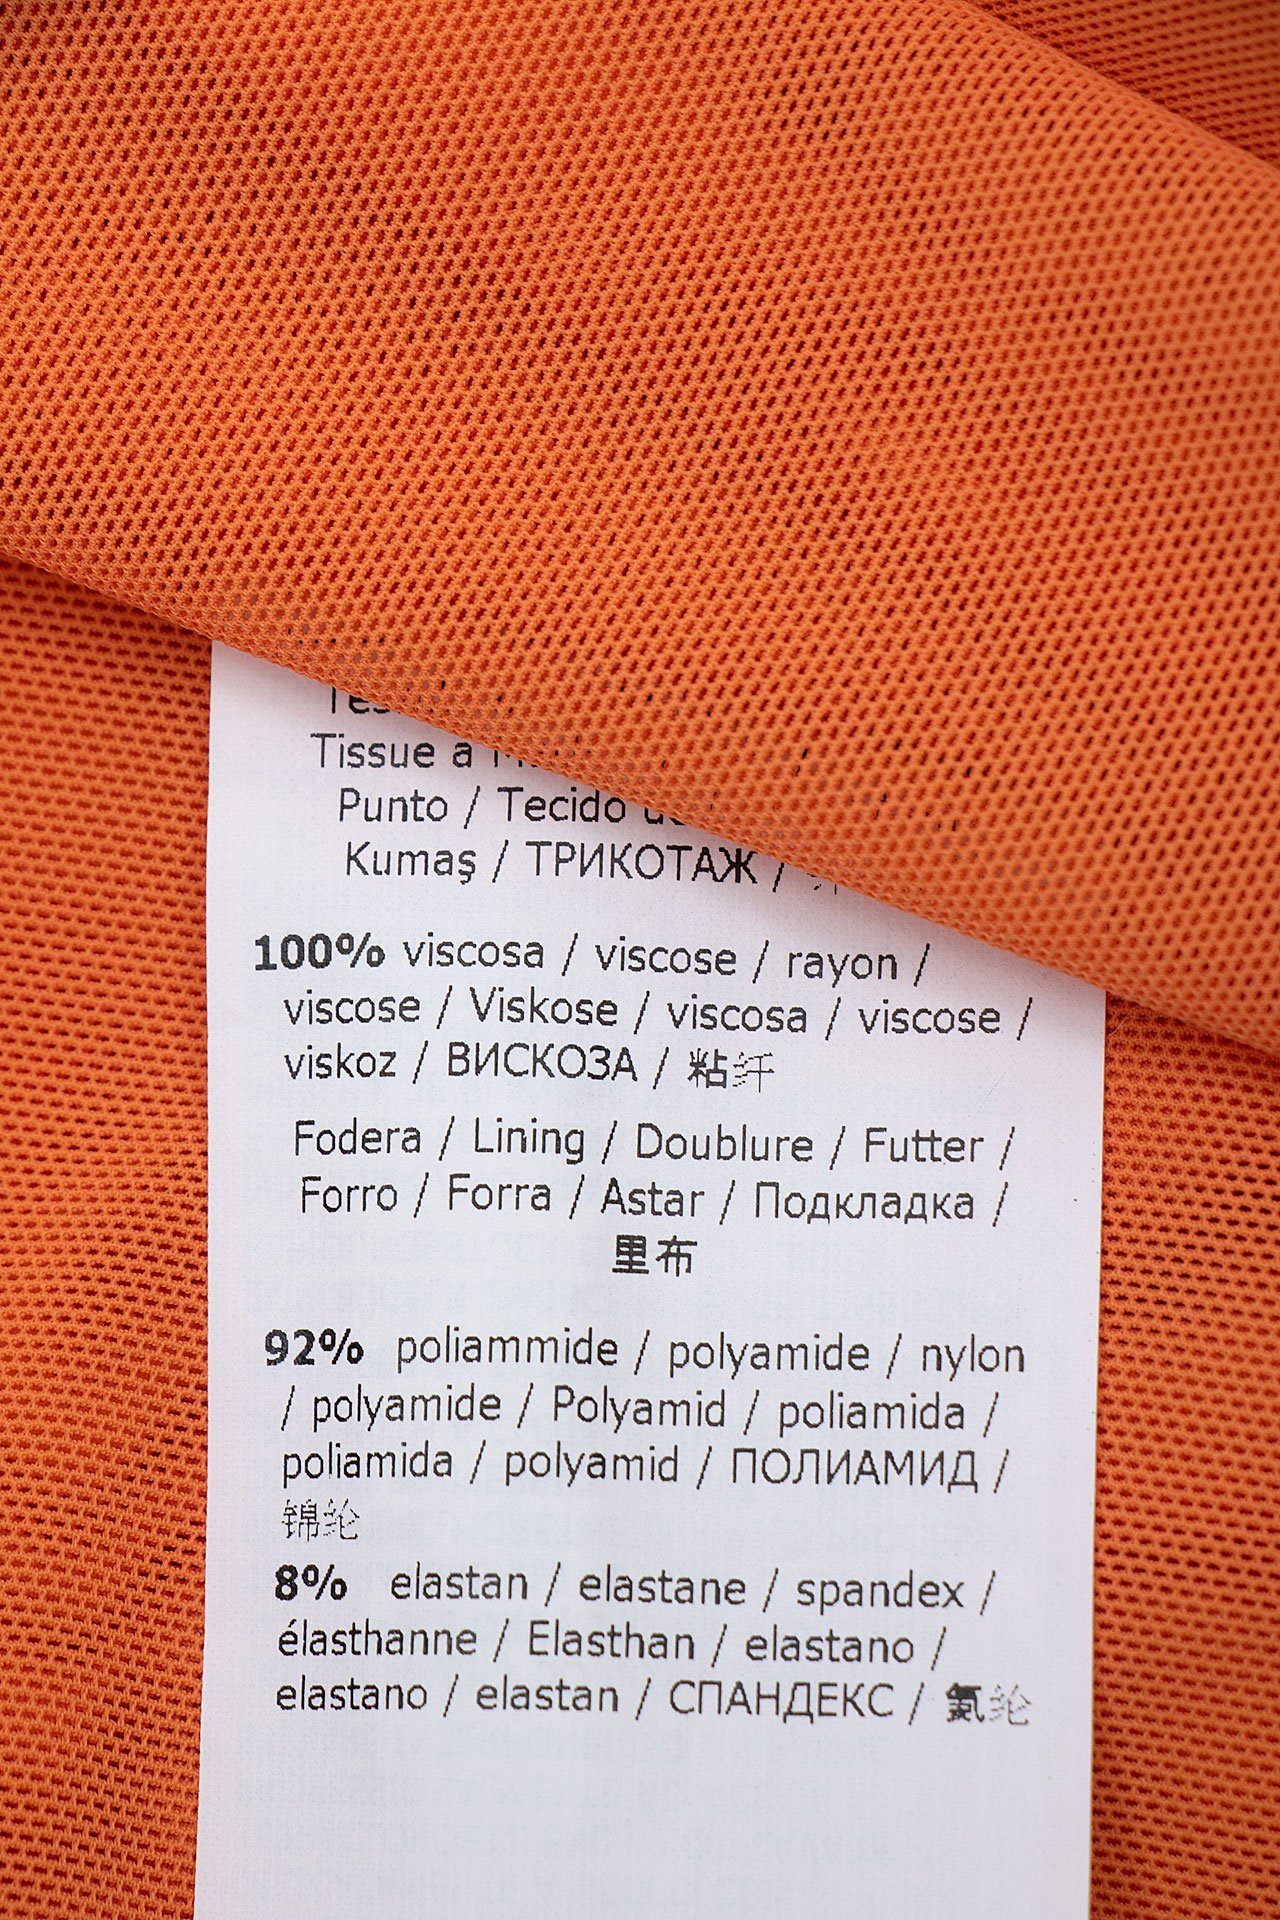 Tissue a
Punto / Tecido
Kumaş / ТРИКОТАЖ /
100% viscosa / viscose / rayon /
viscose / Viskose / viscosa / viscose /
viskoz / ВИСКОЗА / 粘纤
Fodera / Lining / Doublure / Futter /
Forro / Forra / Astar / Подкладка /
里布
92% poliammide / polyamide / nylon
/ polyamide / Polyamid / poliamida /
poliamida / polyamid / ПОЛИАМИД /
锦纶
8% elastan / elastane / spandex /
élasthanne / Elasthan / elastano /
elastano / elastan / СПАНДЕКС / 氨纶